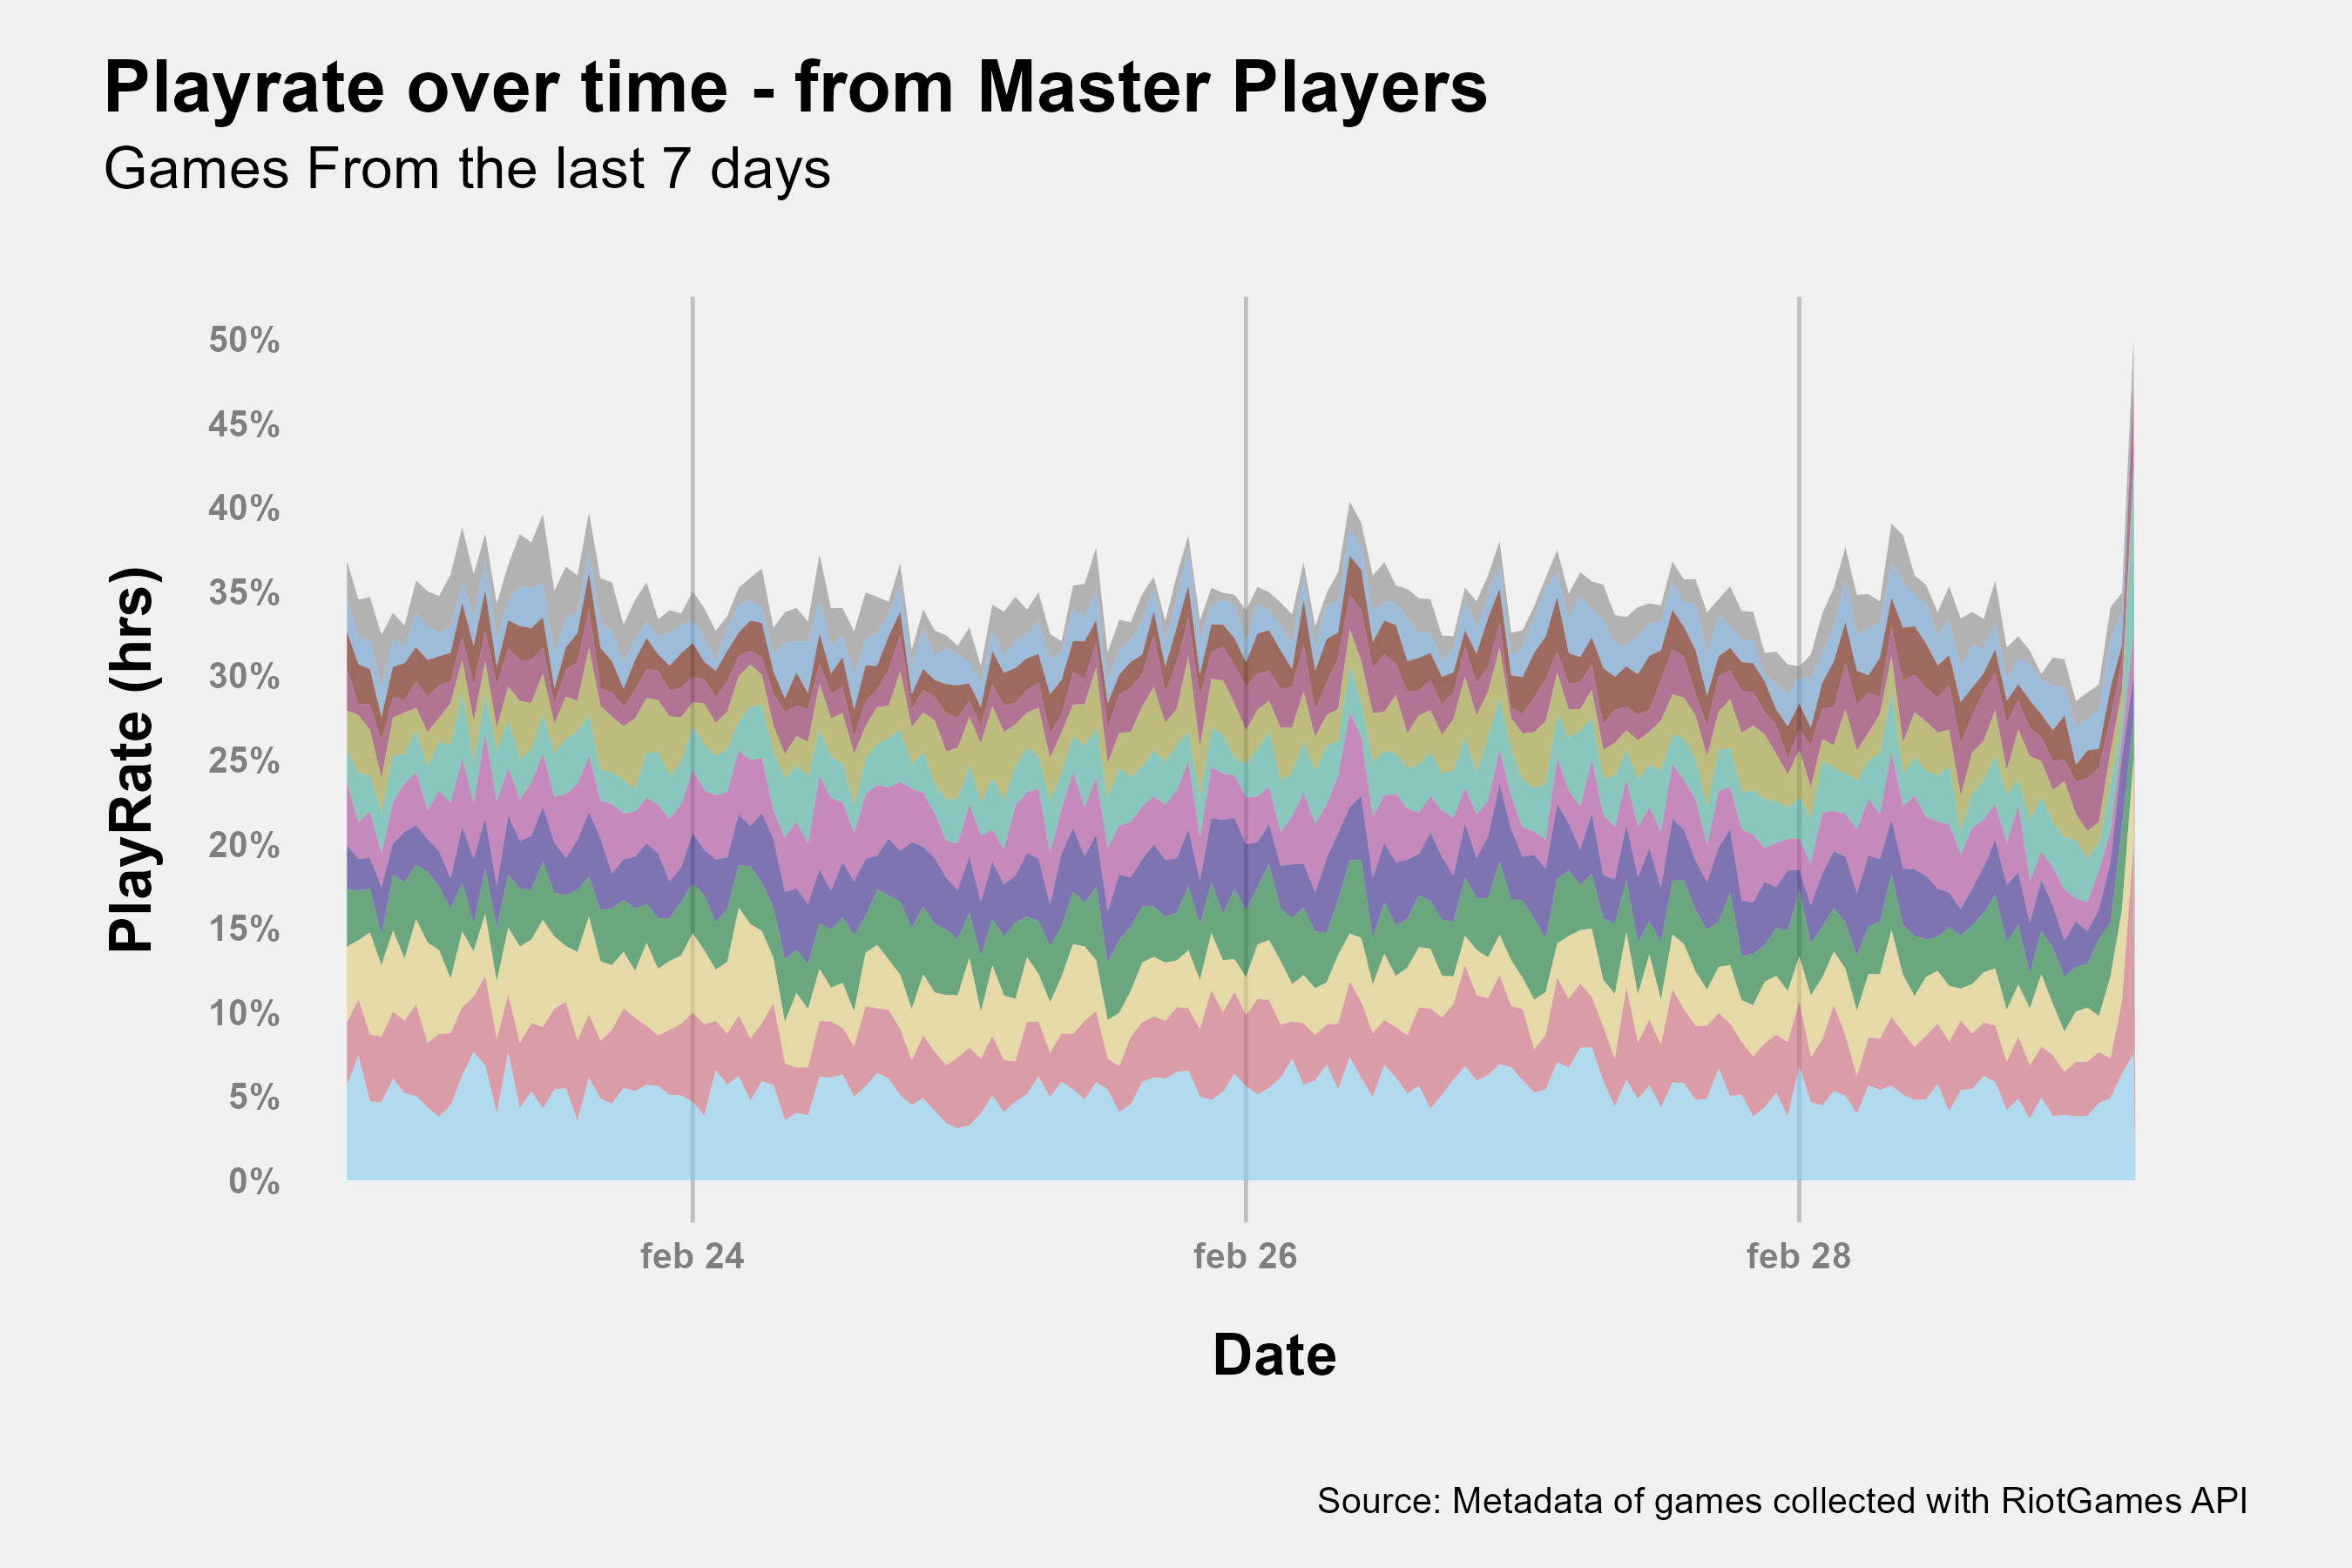 Playrate over time - from Master Players
Games From the last 7 days
PlayRate (hrs)
50%
45%
40%
35%
30%
25%
20%
15%
10%
5%
0%
feb 24
feb 26
feb 28
Date
Source: Metadata of games collected with RiotGames API